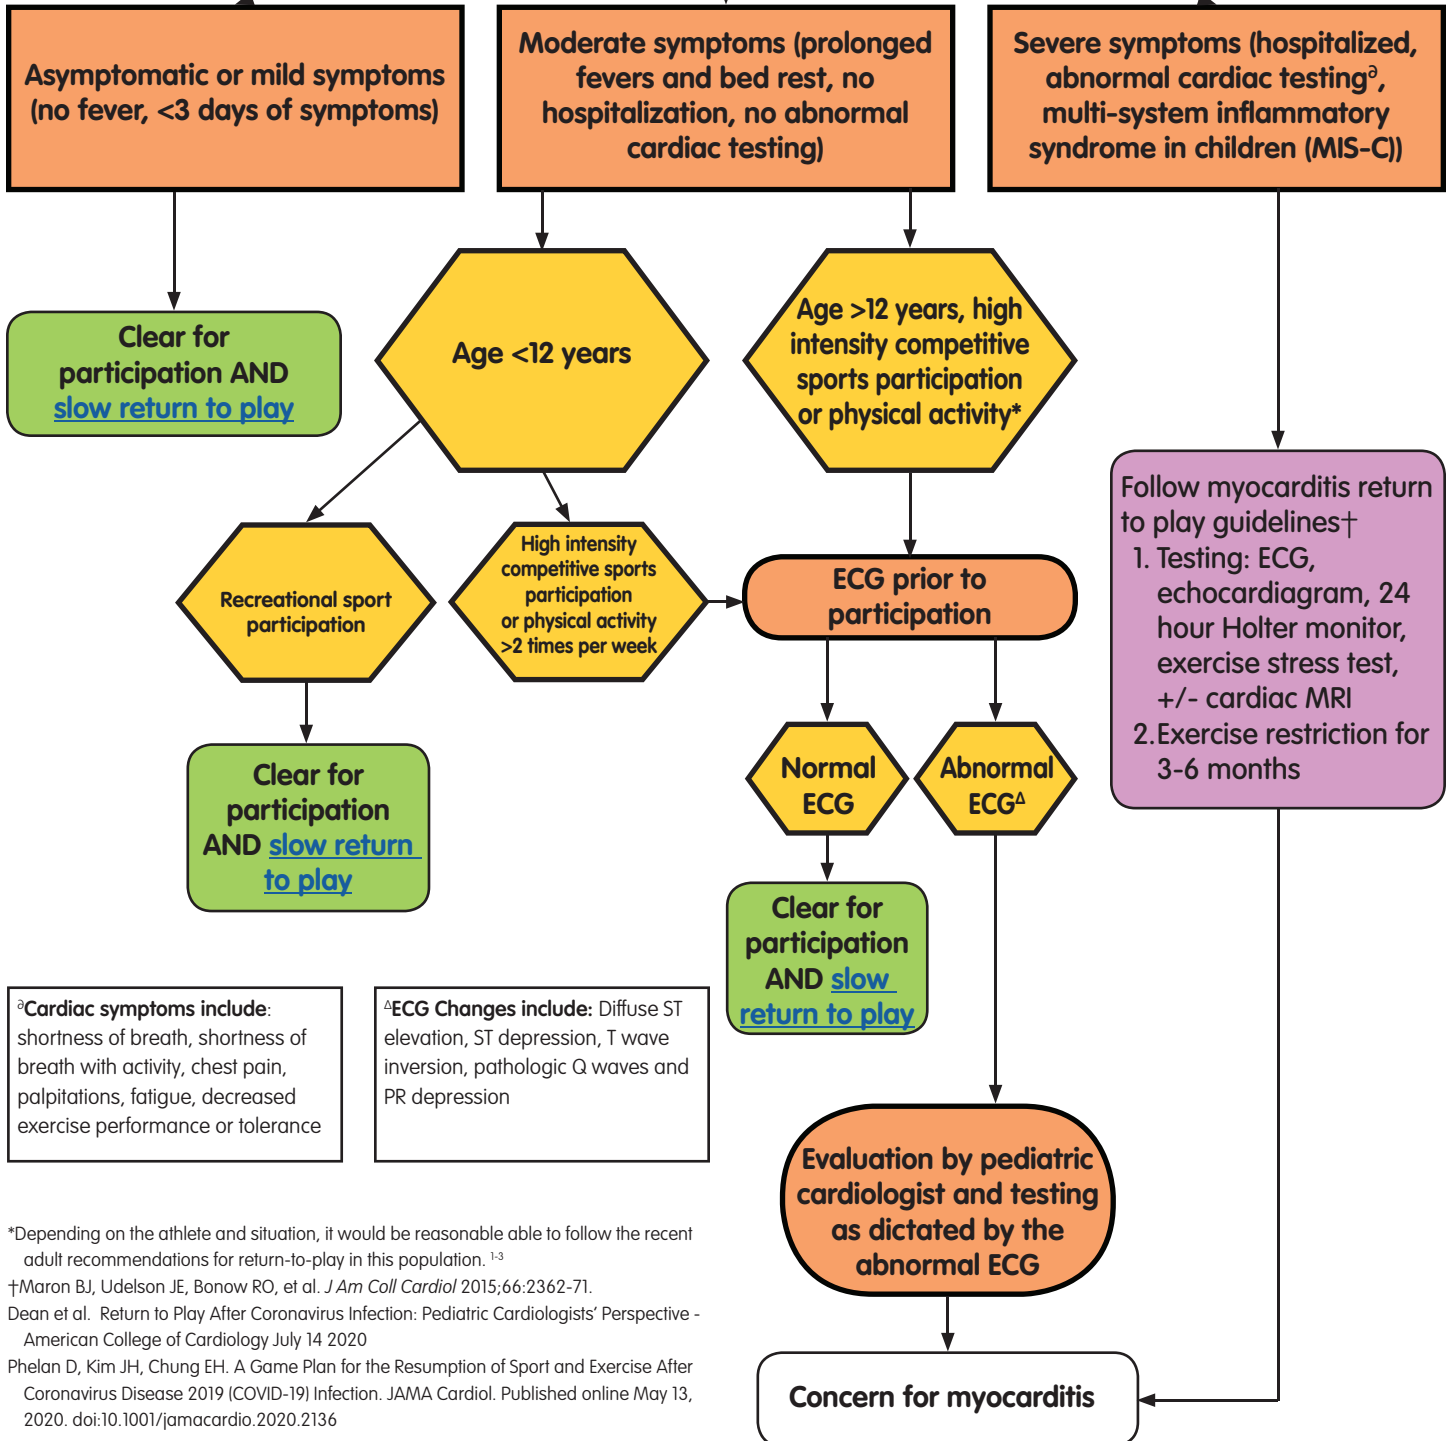 Asymptomatic or mild symptoms
(no fever, <3 days of symptoms)
Moderate symptoms (prolonged
fevers and bed rest, no
hospitalization, no abnormal
cardiac testing)
Severe symptoms (hospitalized,
abnormal cardiac testing∂,
multi-system inflammatory
syndrome in children (MIS-C))
Clear for
participation AND
slow return to play
Age <12 years
Age >12 years, high
intensity competitive
sports participation
or physical activity*
Recreational sport
participation
High intensity
competitive sports
participation
or physical activity
>2 times per week
ECG prior to
participation
Follow myocarditis return
to play guidelines†
1. Testing: ECG,
echocardiagram, 24
hour Holter monitor,
exercise stress test,
+/- cardiac MRI
2.Exercise restriction for
3-6 months
Clear for
participation
AND slow return
to play
Normal
ECG
Abnormal
ECGΔ
Clear for
participation
AND slow
return to play
∂Cardiac symptoms include:
shortness of breath, shortness of
breath with activity, chest pain,
palpitations, fatigue, decreased
exercise performance or tolerance
ΔECG Changes include: Diffuse ST
elevation, ST depression, T wave
inversion, pathologic Q waves and
PR depression
Evaluation by pediatric
cardiologist and testing
as dictated by the
abnormal ECG
Concern for myocarditis
*Depending on the athlete and situation, it would be reasonable able to follow the recent
adult recommendations for return-to-play in this population. 1-3
†Maron BJ, Udelson JE, Bonow RO, et al. J Am Coll Cardiol 2015;66:2362-71.
Dean et al. Return to Play After Coronavirus Infection: Pediatric Cardiologists' Perspective -
American College of Cardiology July 14 2020
Phelan D, Kim JH, Chung EH. A Game Plan for the Resumption of Sport and Exercise After
Coronavirus Disease 2019 (COVID-19) Infection. JAMA Cardiol. Published online May 13,
2020. doi:10.1001/jamacardio.2020.2136